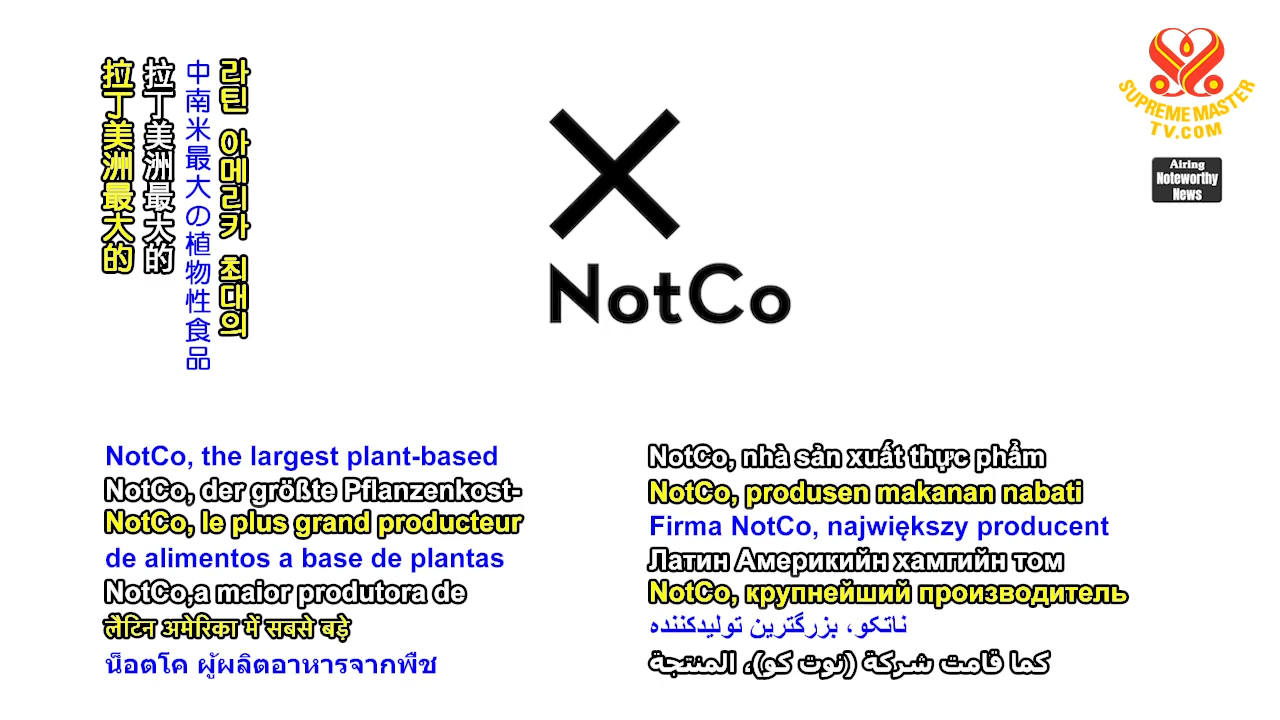 拉丁美洲最大的
拉丁美洲最大的
中南米最大の植物性食品
라틴 아메리카 최대의
NotCo
SUPREME MASTER
TV.COM
Airing
Noteworthy
News
NotCo, the largest plant-based
NotCo, der größte Pflanzenkost-
NotCo, le plus grand producteur
de alimentos a base de plantas
NotCo,a maior produtora de
लैटिन अमेरिका में सबसे बड़े
น็อตโค ผู้ผลิตอาหารจากพืช
NotCo, nhà sản xuất thực phẩm
NotCo, produsen makanan nabati
Firma NotCo, największy producent
Латин Америкийн хамгийн том
NotCo, крупнейший производитель
ناتکو، بزرگترین تولیدکننده
كما قامت شركة (نوت كو)، المنتجة